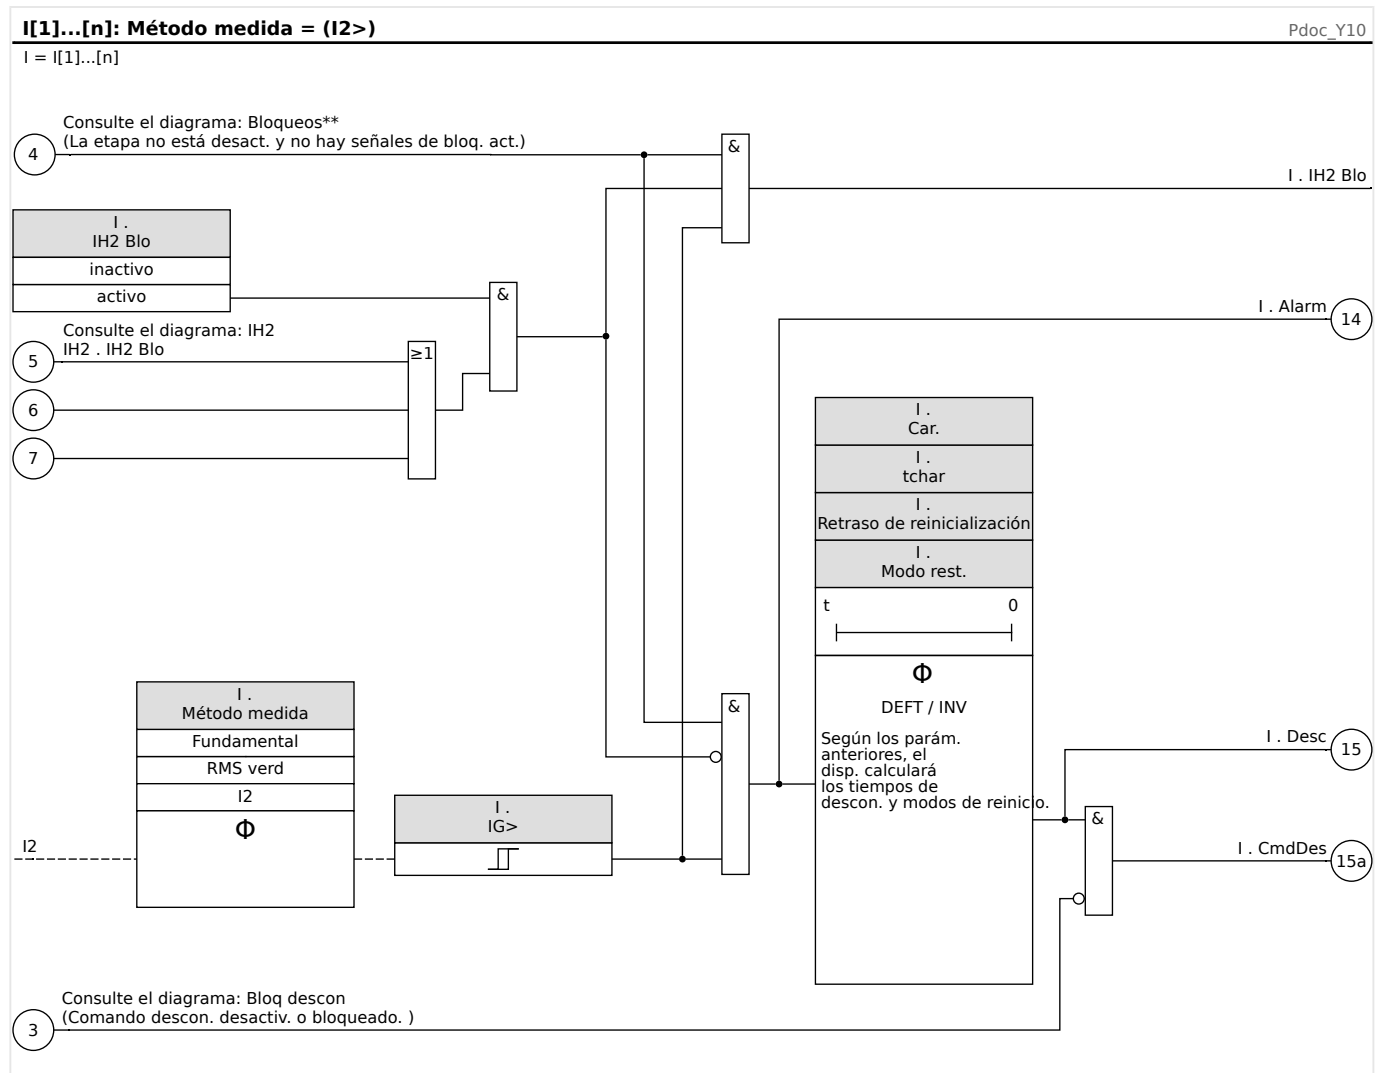 I[1]...[n]: Método medida = (I2>)
Pdoc_Y10
I = I[1]...[n]
Consulte el diagrama: Bloqueos**
(La etapa no está desact. y no hay señales de bloq. act.)
4
&
I . IH2 Blo
I .
IH2 Blo
inactivo
activo
&
I . Alarm
14
Consulte el diagrama: IH2
IH2 . IH2 Blo
5
≥1
6
7
I .
Car.
I .
tchar
I .
Retraso de reinicialización
I .
Modo rest.
t 0
Φ
DEFT / INV
Según los parám.
anteriores, el
disp. calculará
los tiempos de
descon. y modos de reinicio.
I .
Método medida
Fundamental
RMS verd
I2
Φ
I2
I .
IG>
&
I . Desc
15
&
I . CmdDes
15a
Consulte el diagrama: Bloq descon
(Comando descon. desactiv. o bloqueado. )
3